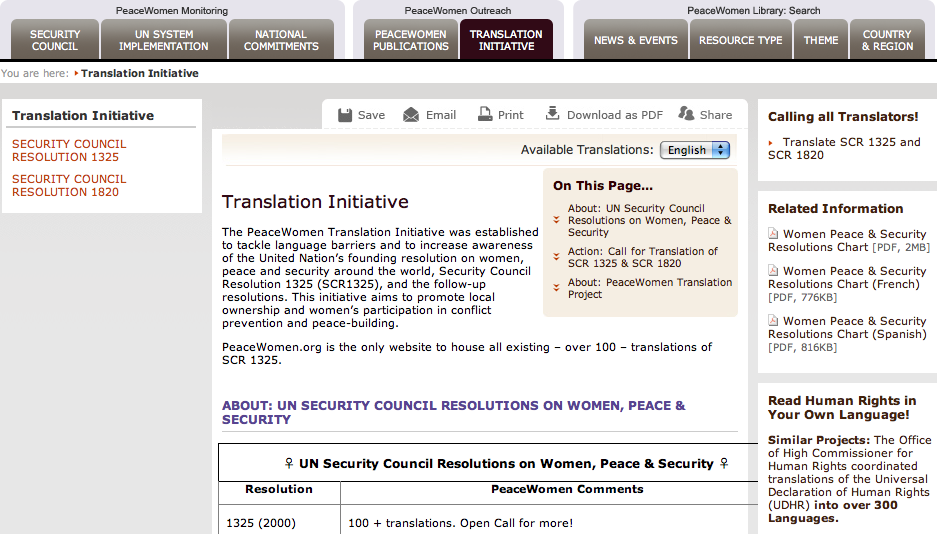 PeaceWomen Monitoring
PeaceWomen Outreach
PeaceWomen Library: Search
SECURITY
COUNCIL
UN SYSTEM
IMPLEMENTATION
NATIONAL
COMMITMENTS
PEACEWOMEN
PUBLICATIONS
TRANSLATION
INITIATIVE
NEWS & EVENTS
RESOURCE TYPE
THEME
COUNTRY
& REGION
You are here: Translation Initiative
Translation Initiative
SECURITY COUNCIL
RESOLUTION 1325
SECURITY COUNCIL
RESOLUTION 1820
Save
Email
Print
Download as PDF
Share
Available Translations: English
Translation Initiative
The PeaceWomen Translation Initiative was established
to tackle language barriers and to increase awareness
of the United Nation's founding resolution on women,
peace and security around the world, Security Council
Resolution 1325 (SCR1325), and the follow-up
resolutions. This initiative aims to promote local
ownership and women's participation in conflict
prevention and peace-building.
On This Page...
About: UN Security Council
Resolutions on Women, Peace &
Security
Action: Call for Translation of
SCR 1325 & SCR 1820
About: PeaceWomen Translation
Project
PeaceWomen.org is the only website to house all existing – over 100 – translations of
SCR 1325.
ABOUT: UN SECURITY COUNCIL RESOLUTIONS ON WOMEN, PEACE &
SECURITY
♀ UN Security Council Resolutions on Women, Peace & Security ♀
Resolution
PeaceWomen Comments
1325 (2000)
100 + translations. Open Call for more!
Calling all Translators!
Translate SCR 1325 and
SCR 1820
Related Information
Women Peace & Security
Resolutions Chart [PDF, 2MB]
Women Peace & Security
Resolutions Chart (French)
[PDF, 776KB]
Women Peace & Security
Resolutions Chart (Spanish)
[PDF, 816KB]
Read Human Rights in
Your Own Language!
Similar Projects: The Office
of High Commissioner for
Human Rights coordinated
translations of the Universal
Declaration of Human Rights
(UDHR) into over 300
Languages.